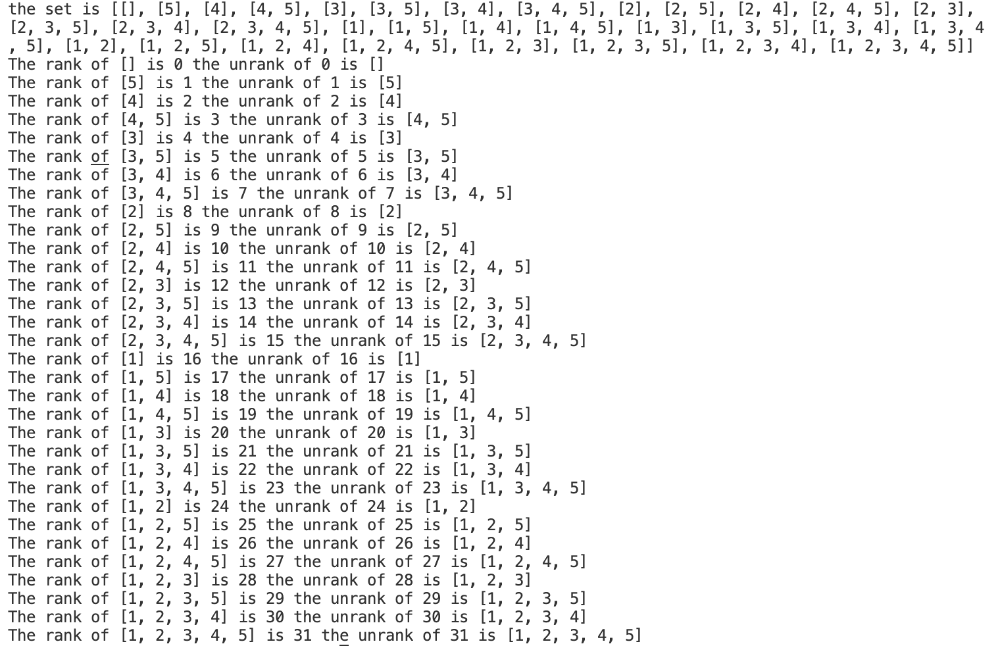 the set is [[], [5], [4], [4, 5], [3], [3, 5], [3, 4], [3, 4, 5], [2], [2, 5], [2, 4], [2, 4, 5], [2, 3],
[2, 3, 5], [2, 3, 4], [2, 3, 4, 5], [1], [1, 5], [1, 4], [1, 4, 5], [1, 3], [1, 3, 5], [1, 3, 4], [1, 3, 4
, 5], [1, 2], [1, 2, 5], [1, 2, 4], [1, 2, 4, 5], [1, 2, 3], [1, 2, 3, 5], [1, 2, 3, 4], [1, 2, 3, 4, 5]]
The rank of [] is 0 the unrank of 0 is []
The rank of [5] is 1 the unrank of 1 is [5]
The rank of [4] is 2 the unrank of 2 is [4]
The rank of [4, 5] is 3 the unrank of 3 is [4, 5]
The rank of [3] is 4 the unrank of 4 is [3]
The rank of [3, 5] is 5 the unrank of 5 is [3, 5]
The rank of [3, 4] is 6 the unrank of 6 is [3, 4]
The rank of [3, 4, 5] is 7 the unrank of 7 is [3, 4, 5]
The rank of [2] is 8 the unrank of 8 is [2]
The rank of [2, 5] is 9 the unrank of 9 is [2, 5]
The rank of [2, 4] is 10 the unrank of 10 is [2, 4]
The rank of [2, 4, 5] is 11 the unrank of 11 is [2, 4, 5]
The rank of [2, 3] is 12 the unrank of 12 is [2, 3]
The rank of [2, 3, 5] is 13 the unrank of 13 is [2, 3, 5]
The rank of [2, 3, 4] is 14 the unrank of 14 is [2, 3, 4]
The rank of [2, 3, 4, 5] is 15 the unrank of 15 is [2, 3, 4, 5]
The rank of [1] is 16 the unrank of 16 is [1]
The rank of [1, 5] is 17 the unrank of 17 is [1, 5]
The rank of [1, 4] is 18 the unrank of 18 is [1, 4]
The rank of [1, 4, 5] is 19 the unrank of 19 is [1, 4, 5]
The rank of [1, 3] is 20 the unrank of 20 is [1, 3]
The rank of [1, 3, 5] is 21 the unrank of 21 is [1, 3, 5]
The rank of [1, 3, 4] is 22 the unrank of 22 is [1, 3, 4]
The rank of [1, 3, 4, 5] is 23 the unrank of 23 is [1, 3, 4, 5]
The rank of [1, 2] is 24 the unrank of 24 is [1, 2]
The rank of [1, 2, 5] is 25 the unrank of 25 is [1, 2, 5]
The rank of [1, 2, 4] is 26 the unrank of 26 is [1, 2, 4]
The rank of [1, 2, 4, 5] is 27 the unrank of 27 is [1, 2, 4, 5]
The rank of [1, 2, 3] is 28 the unrank of 28 is [1, 2, 3]
The rank of [1, 2, 3, 5] is 29 the unrank of 29 is [1, 2, 3, 5]
The rank of [1, 2, 3, 4] is 30 the unrank of 30 is [1, 2, 3, 4]
The rank of [1, 2, 3, 4, 5] is 31 the unrank of 31 is [1, 2, 3, 4, 5]